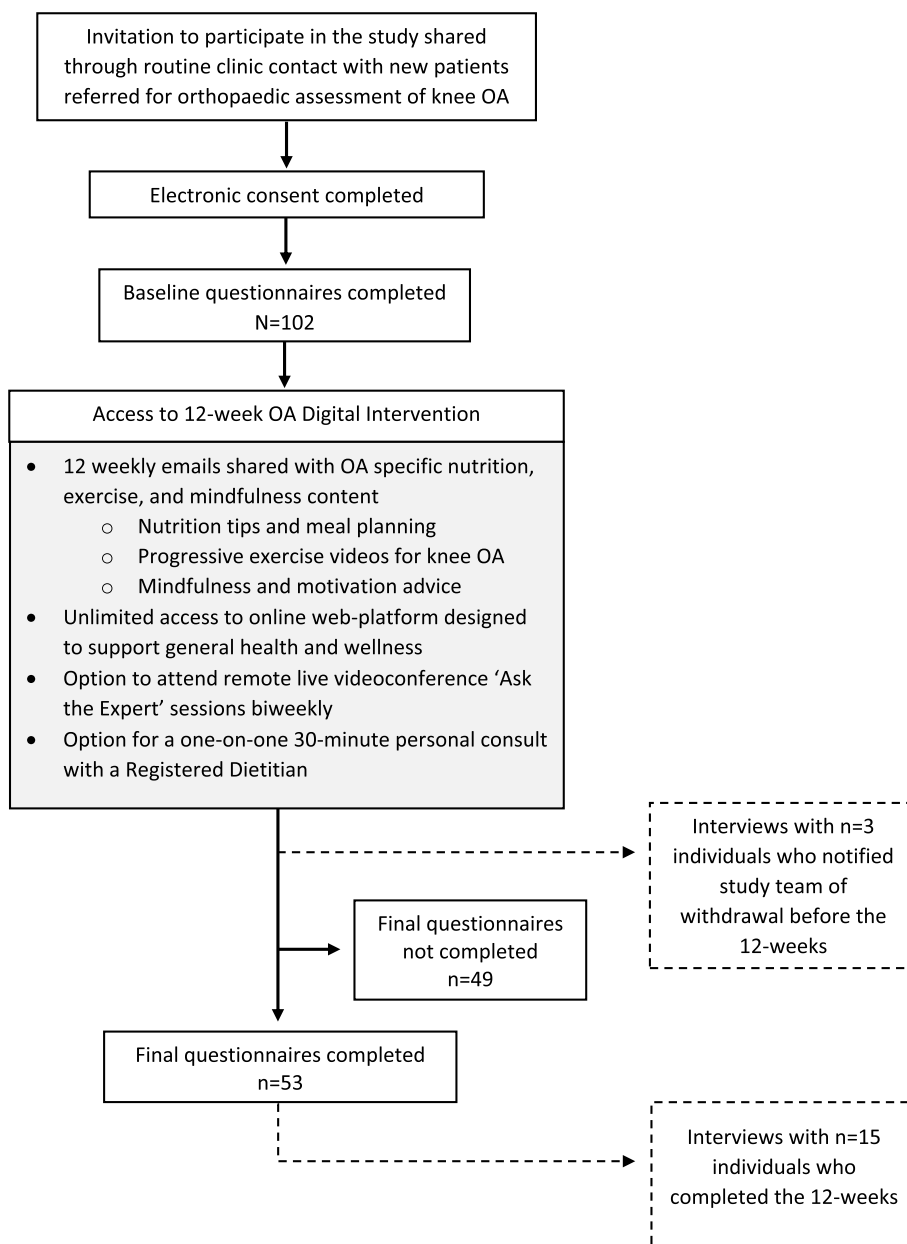 Invitation to participate in the study shared
through routine clinic contact with new patients
referred for orthopaedic assessment of knee OA
Electronic consent completed
Baseline questionnaires completed
N=102
Access to 12-week OA Digital Intervention
• 12 weekly emails shared with OA specific nutrition,
exercise, and mindfulness content
o Nutrition tips and meal planning
o Progressive exercise videos for knee OA
o Mindfulness and motivation advice
• Unlimited access to online web-platform designed
to support general health and wellness
• Option to attend remote live videoconference ‘Ask
the Expert’ sessions biweekly
• Option for a one-on-one 30-minute personal consult
with a Registered Dietitian
Interviews with n=3
individuals who notified
study team of
withdrawal before the
12-weeks
Final questionnaires
not completed
n=49
Final questionnaires completed
n=53
Interviews with n=15
individuals who
completed the 12-weeks